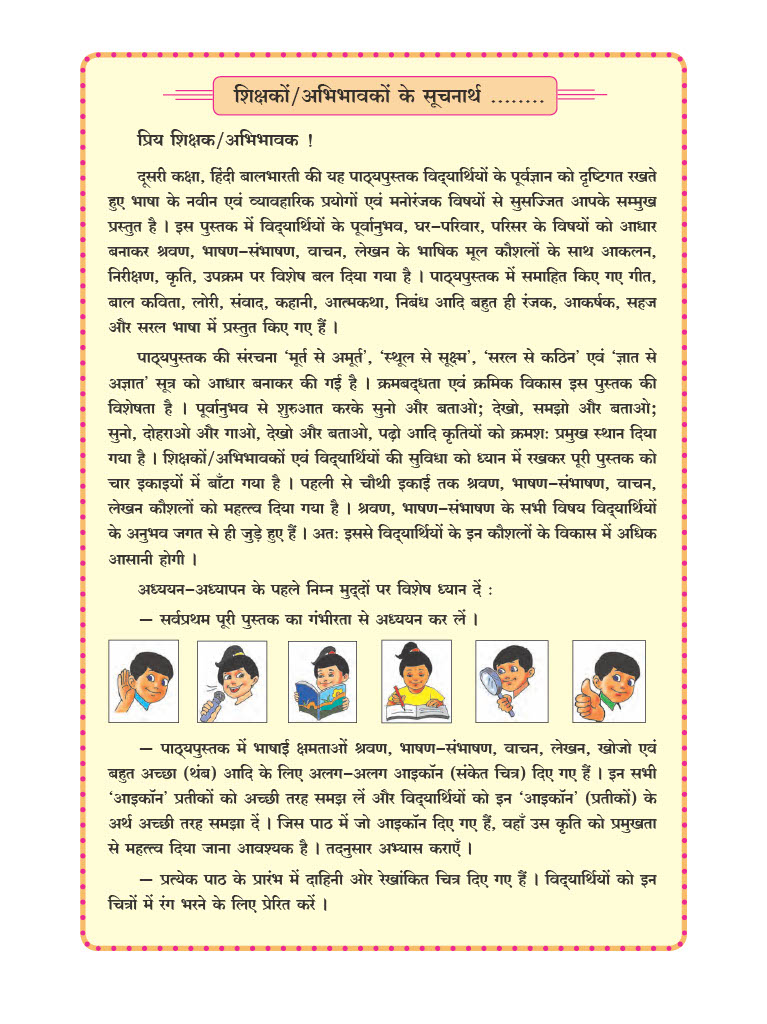 शिक्षकों/अभिभावकों के सूचनार्थ ........
प्रिय शिक्षक/अभिभावक !
दूसरी कक्षा, हिंदी बालभारती की यह पाठ्यपुस्तक विद्‌यार्थियों के पूर्वज्ञान को दृष्टिगत रखते
हुए भाषा के नवीन एवं व्यावहारिक प्रयोगों एवं मनोरंजक विषयों से सुसज्जित आपके सम्मुख
प्रस्तुत है । इस पुस्तक में विद्‌यार्थियों के पूर्वानुभव, घर-परिवार, परिसर के विषयों को आधार
बनाकर श्रवण, भाषण-संभाषण, वाचन, लेखन के भाषिक मूल कौशलों के साथ आकलन,
निरीक्षण, कृति, उपक्रम पर विशेष बल दिया गया है । पाठ्यपुस्तक में समाहित किए गए गीत,
बाल कविता, लोरी, संवाद, कहानी, आत्मकथा, निबंध आदि बहुत ही रंजक, आकर्षक, सहज
और सरल भाषा में प्रस्तुत किए गए हैं ।
पाठ्यपुस्तक की संरचना ‘मूर्त से अमूर्त’, ‘स्थूल से सूक्ष्म’, ‘सरल से कठिन’ एवं ‘ज्ञात से
अज्ञात’ सूत्र को आधार बनाकर की गई है । क्रमबद्‌धता एवं क्रमिक विकास इस पुस्तक की
विशेषता है । पूर्वानुभव से शुरुआत करके सुनो और बताओ; देखो, समझो और बताओ;
सुनो, दोहराओ और गाओ, देखो और बताओ, पढ़ो आदि कृतियों को क्रमशः प्रमुख स्थान दिया
गया है । शिक्षकों/अभिभावकों एवं विद्‌यार्थियों की सुविधा को ध्यान में रखकर पूरी पुस्तक को
चार इकाइयों में बाँटा गया है । पहली से चौथी इकाई तक श्रवण, भाषण-संभाषण, वाचन,
लेखन कौशलों को महत्त्व दिया गया है । श्रवण, भाषण-संभाषण के सभी विषय विद्‌यार्थियों
के अनुभव जगत से ही जुड़े हुए हैं । अतः इससे विद्‌यार्थियों के इन कौशलों के विकास में अधिक
आसानी होगी ।
अध्ययन-अध्यापन के पहले निम्न मुद्‌दों पर विशेष ध्यान दें :
– सर्वप्रथम पूरी पुस्तक का गंभीरता से अध्ययन कर लें ।
– पाठ्यपुस्तक में भाषाई क्षमताओं श्रवण, भाषण-संभाषण, वाचन, लेखन, खोजो एवं
बहुत अच्छा (थंब) आदि के लिए अलग-अलग आइकॉन (संकेत चित्र) दिए गए हैं । इन सभी
‘आइकॉन’ प्रतीकों को अच्छी तरह समझ लें और विद्‌यार्थियों को इन ‘आइकॉन’ (प्रतीकों) के
अर्थ अच्छी तरह समझा दें । जिस पाठ में जो आइकॉन दिए गए हैं, वहाँ उस कृति को प्रमुखता
से महत्त्व दिया जाना आवश्यक है । तदनुसार अभ्यास कराएँ ।
– प्रत्येक पाठ के प्रारंभ में दाहिनी ओर रेखांकित चित्र दिए गए हैं । विद्‌यार्थियों को इन
चित्रों में रंग भरने के लिए प्रेरित करें ।